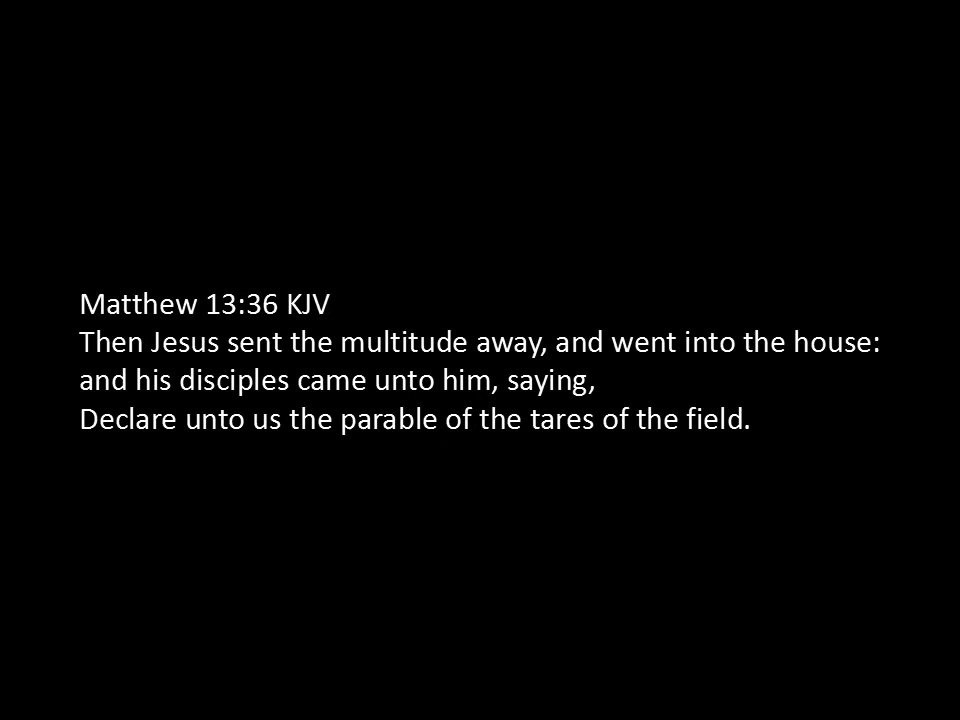 Matthew 13:36 KJV
Then Jesus sent the multitude away, and went into the house:
and his disciples came unto him, saying,
Declare unto us the parable of the tares of the field.